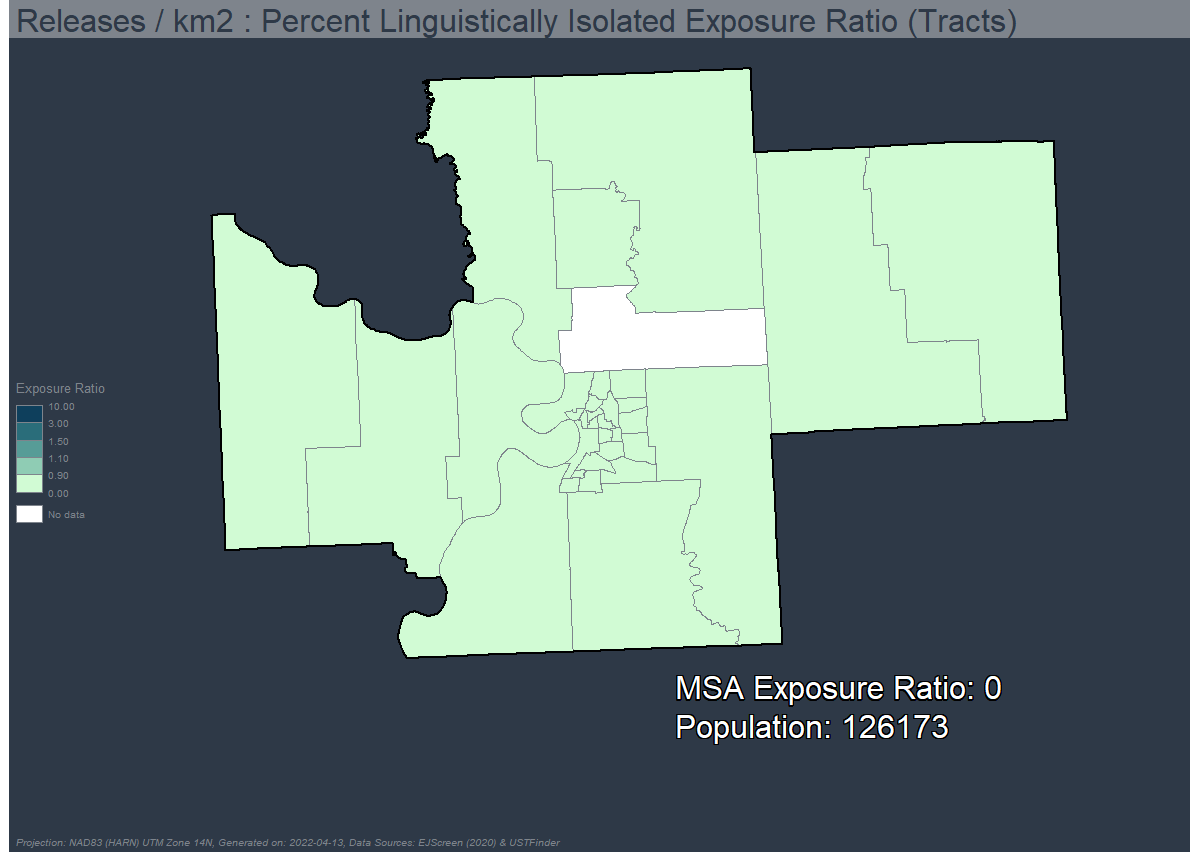 Releases / km2 : Percent Linguistically Isolated Exposure Ratio (Tracts)
Exposure Ratio
10.00
3.00
1.50
1.10
0.90
0.00
No data
MSA Exposure Ratio: 0
Population: 126173
Projection: NAD83 (HARN) UTM Zone 14N, Generated on: 2022-04-13, Data Sources: EJScreen (2020) & USTFinder